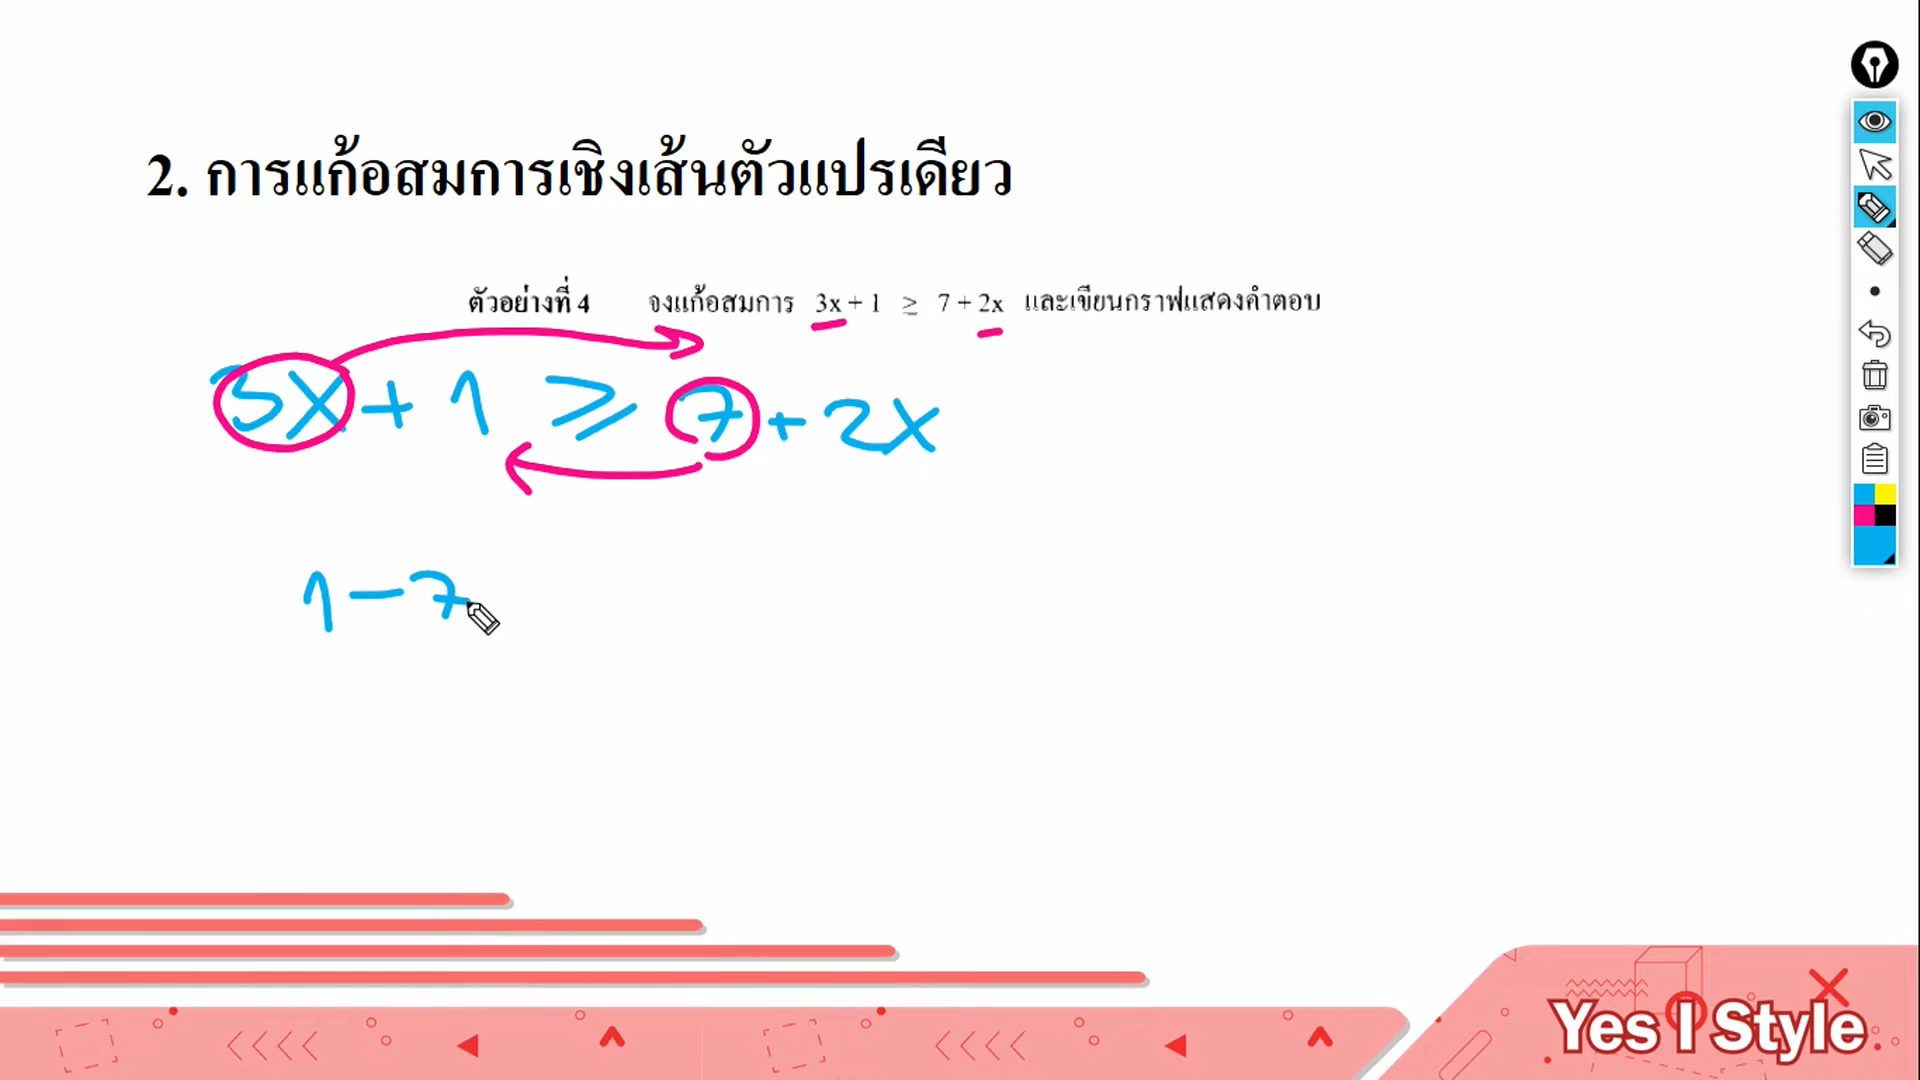 2. การแก้อสมการเชิงเส้นตัวแปรเดียว
ตัวอย่างที่ 4 จงแก้อสมการ 3x + 1 ≥ 7 + 2x และเขียนกราฟแสดงคำตอบ
3x + 1 ≥ 7 + 2x
1 - 7
Yes I Style